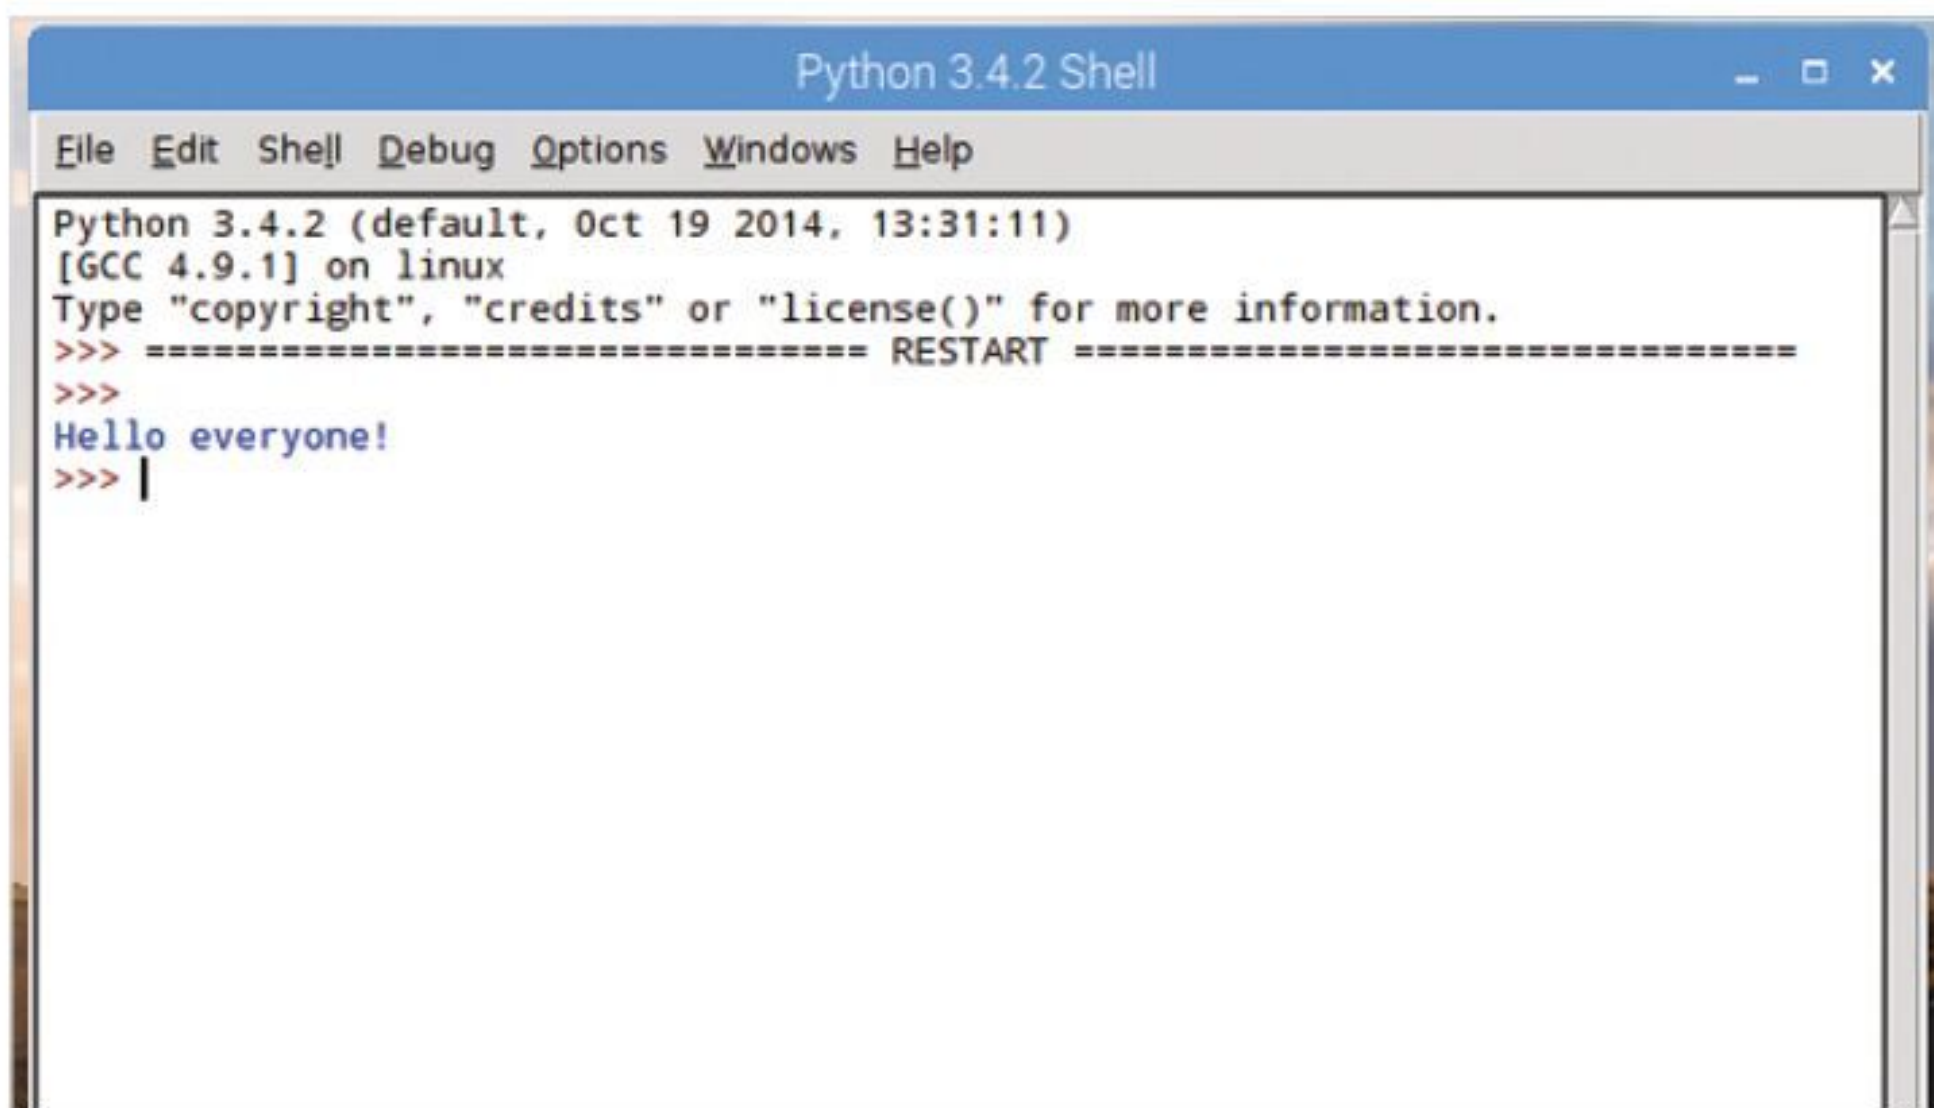 Python 3.4.2 Shell
File Edit Shell Debug Options Windows Help
Python 3.4.2 (default, Oct 19 2014, 13:31:11)
[GCC 4.9.1] on linux
Type "copyright", "credits" or "license()" for more information.
>>> ================================ RESTART ================================
>>>
Hello everyone!
>>>